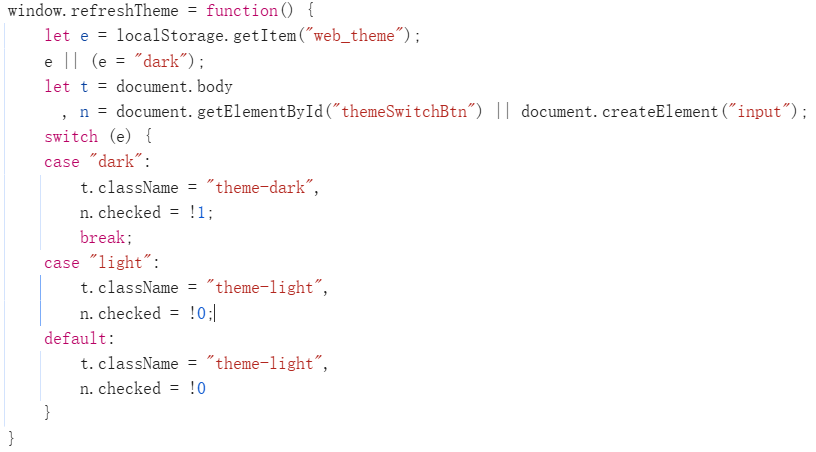 window.refreshTheme = function() {
    let e = localStorage.getItem("web_theme");
    e || (e = "dark");
    let t = document.body
      , n = document.getElementById("themeSwitchBtn") || document.createElement("input");
    switch (e) {
    case "dark":
        t.className = "theme-dark",
        n.checked = !1;
        break;
    case "light":
        t.className = "theme-light",
        n.checked = !0;
    default:
        t.className = "theme-light",
        n.checked = !0
    }
}